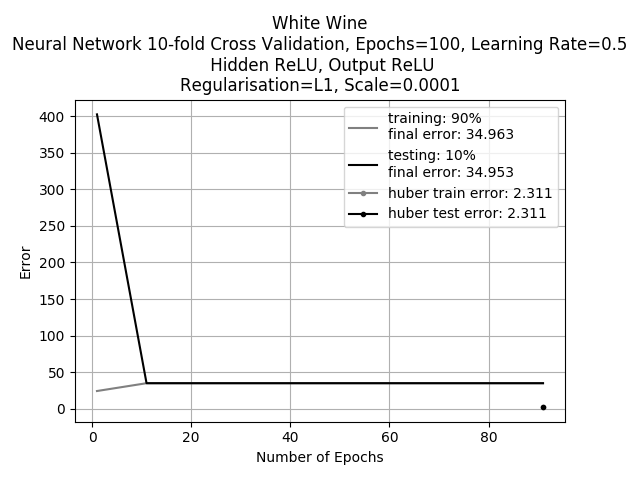 White Wine
Neural Network 10-fold Cross Validation, Epochs=100, Learning Rate=0.5
Hidden ReLU, Output ReLU
Regularisation=L1, Scale=0.0001
training: 90%
final error: 34.963
testing: 10%
final error: 34.953
huber train error: 2.311
huber test error: 2.311
400
350
300
250
200
150
100
50
0
Error
0 20 40 60 80
Number of Epochs